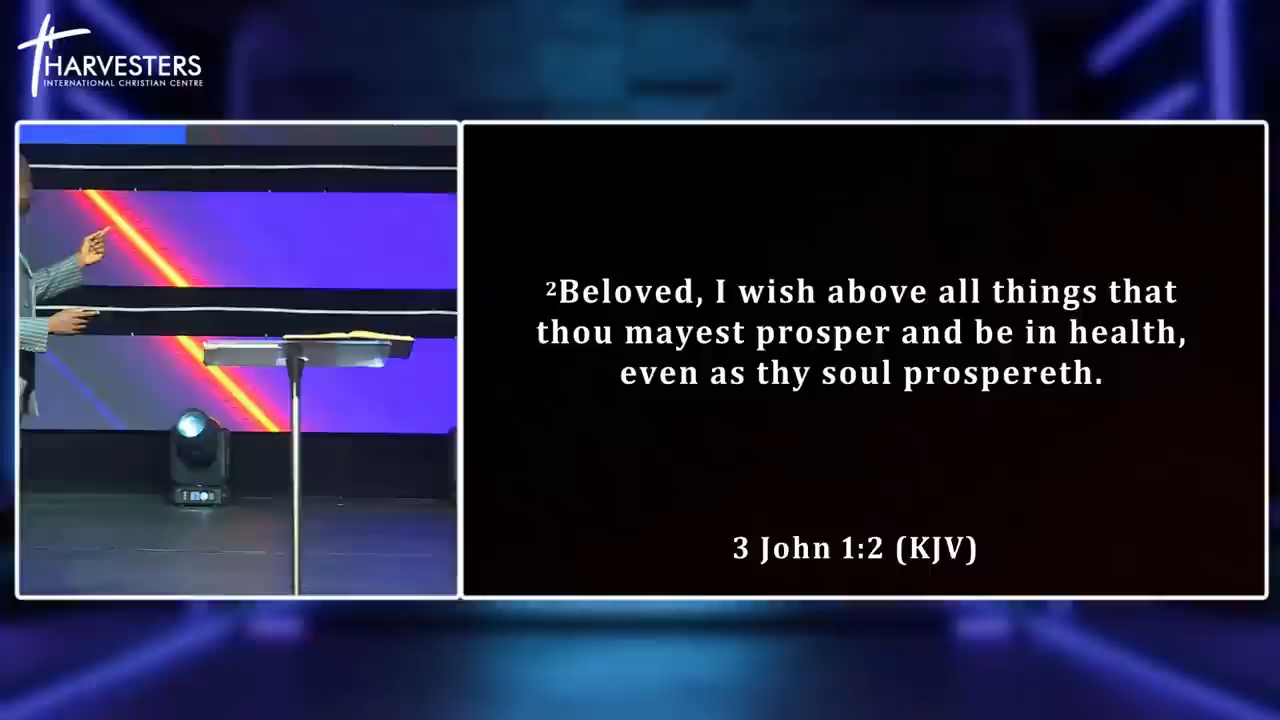 HARVESTERS
INTERNATIONAL CHRISTIAN CENTRE
²Beloved, I wish above all things that
thou mayest prosper and be in health,
even as thy soul prospereth.
3 John 1:2 (KJV)